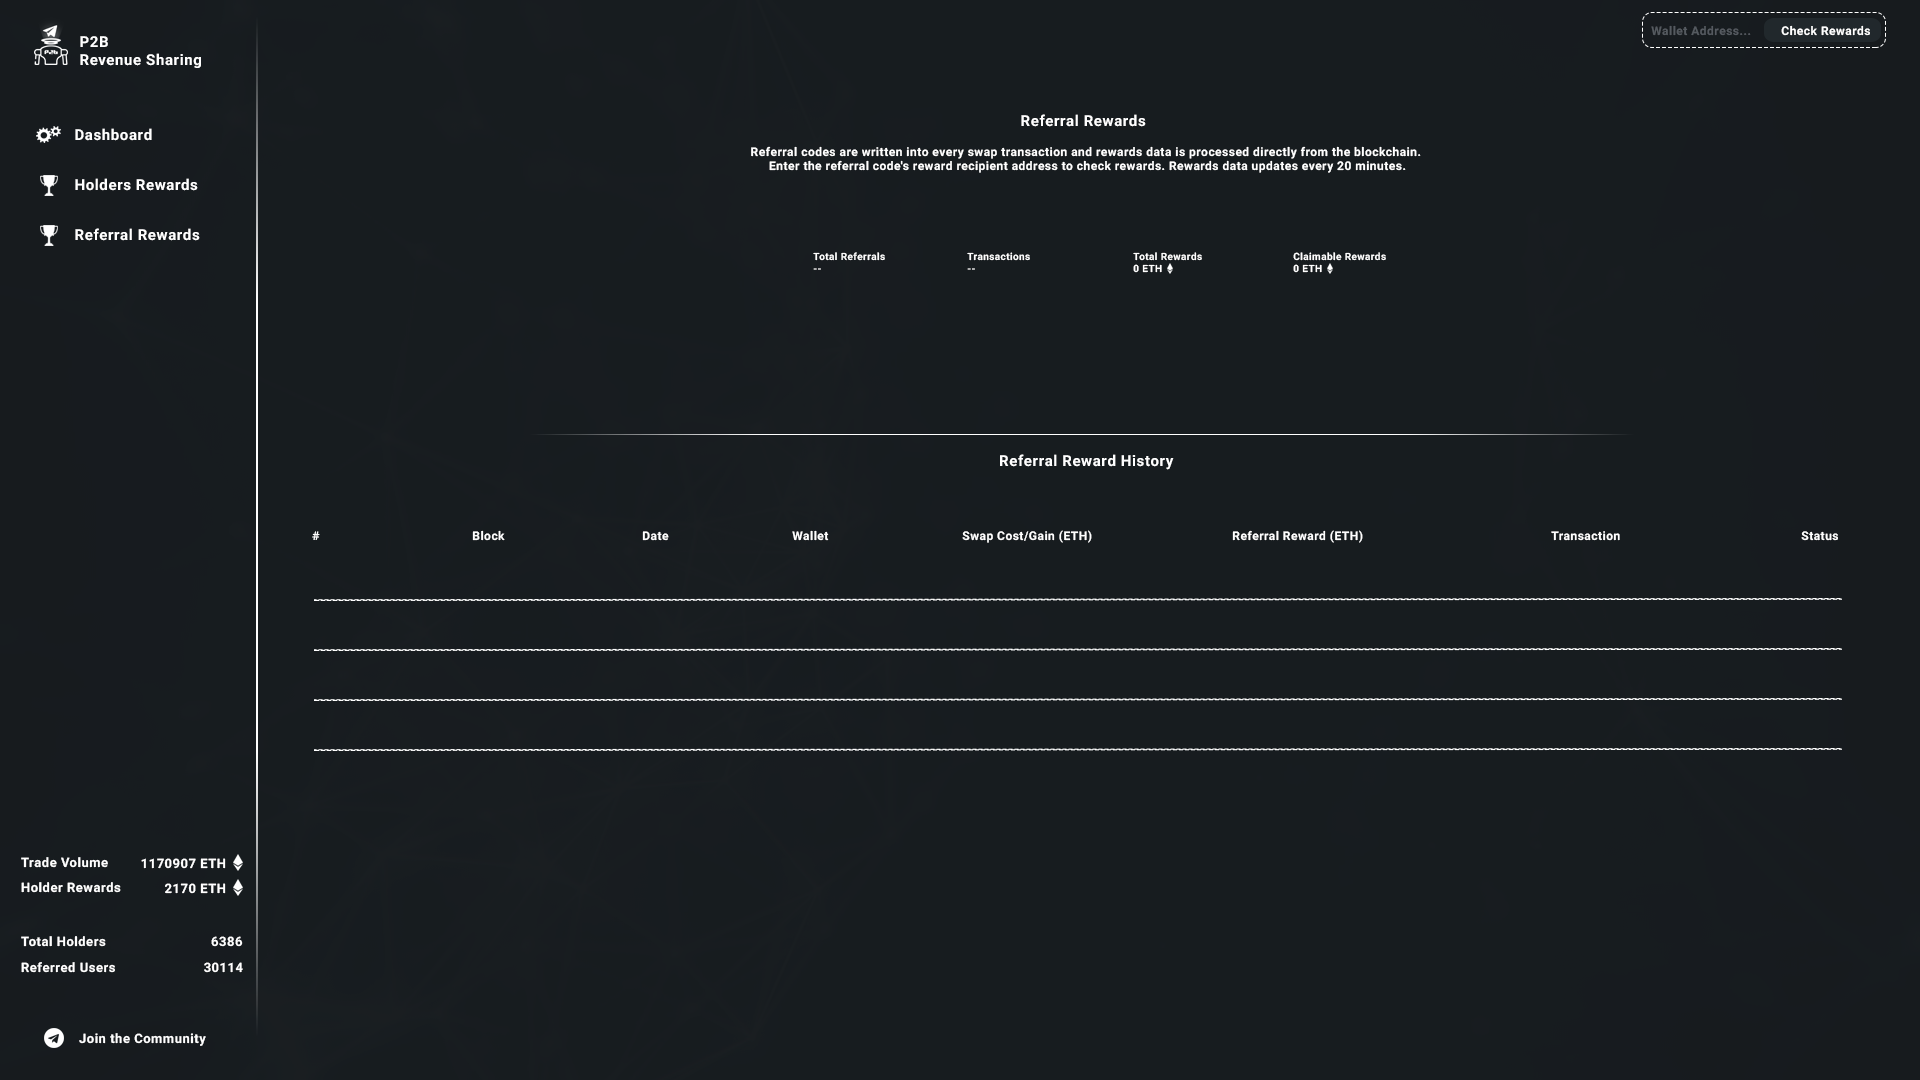 P2B
Revenue Sharing
Wallet Address...
Check Rewards
Dashboard
Holders Rewards
Referral Rewards
Referral Rewards
Referral codes are written into every swap transaction and rewards data is processed directly from the blockchain.
Enter the referral code's reward recipient address to check rewards. Rewards data updates every 20 minutes.
Total Referrals
--
Transactions
--
Total Rewards
0 ETH
Claimable Rewards
0 ETH
Referral Reward History
# Block Date Wallet Swap Cost/Gain (ETH) Referral Reward (ETH) Transaction Status
Trade Volume 1170907 ETH
Holder Rewards 2170 ETH
Total Holders 6386
Referred Users 30114
Join the Community